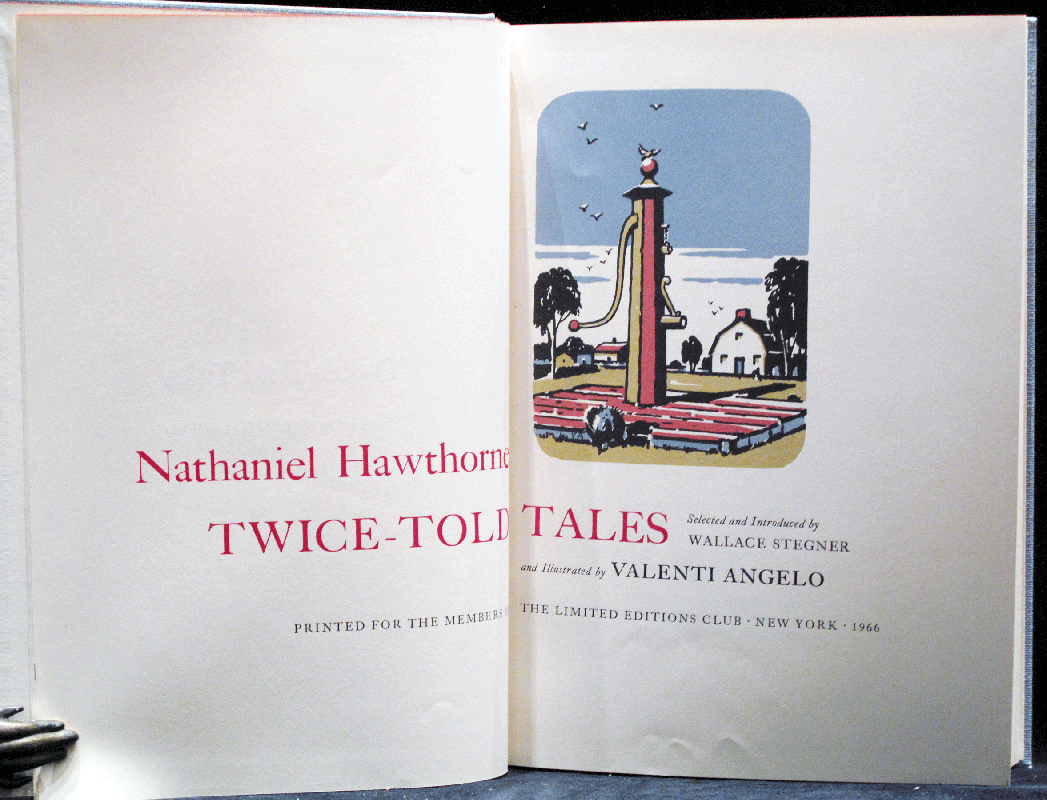 Nathaniel Hawthorne
TWICE-TOLD TALES
Selected and Introduced by
WALLACE STEGNER
and Illustrated by VALENTI ANGELO
PRINTED FOR THE MEMBERS THE LIMITED EDITIONS CLUB · NEW YORK · 1966